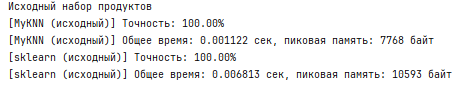 Исходный набор продуктов
[MyKNN (исходный)] Точность: 100.00%
[MyKNN (исходный)] Общее время: 0.001122 сек, пиковая память: 7768 байт
[sklearn (исходный)] Точность: 100.00%
[sklearn (исходный)] Общее время: 0.006813 сек, пиковая память: 10593 байт